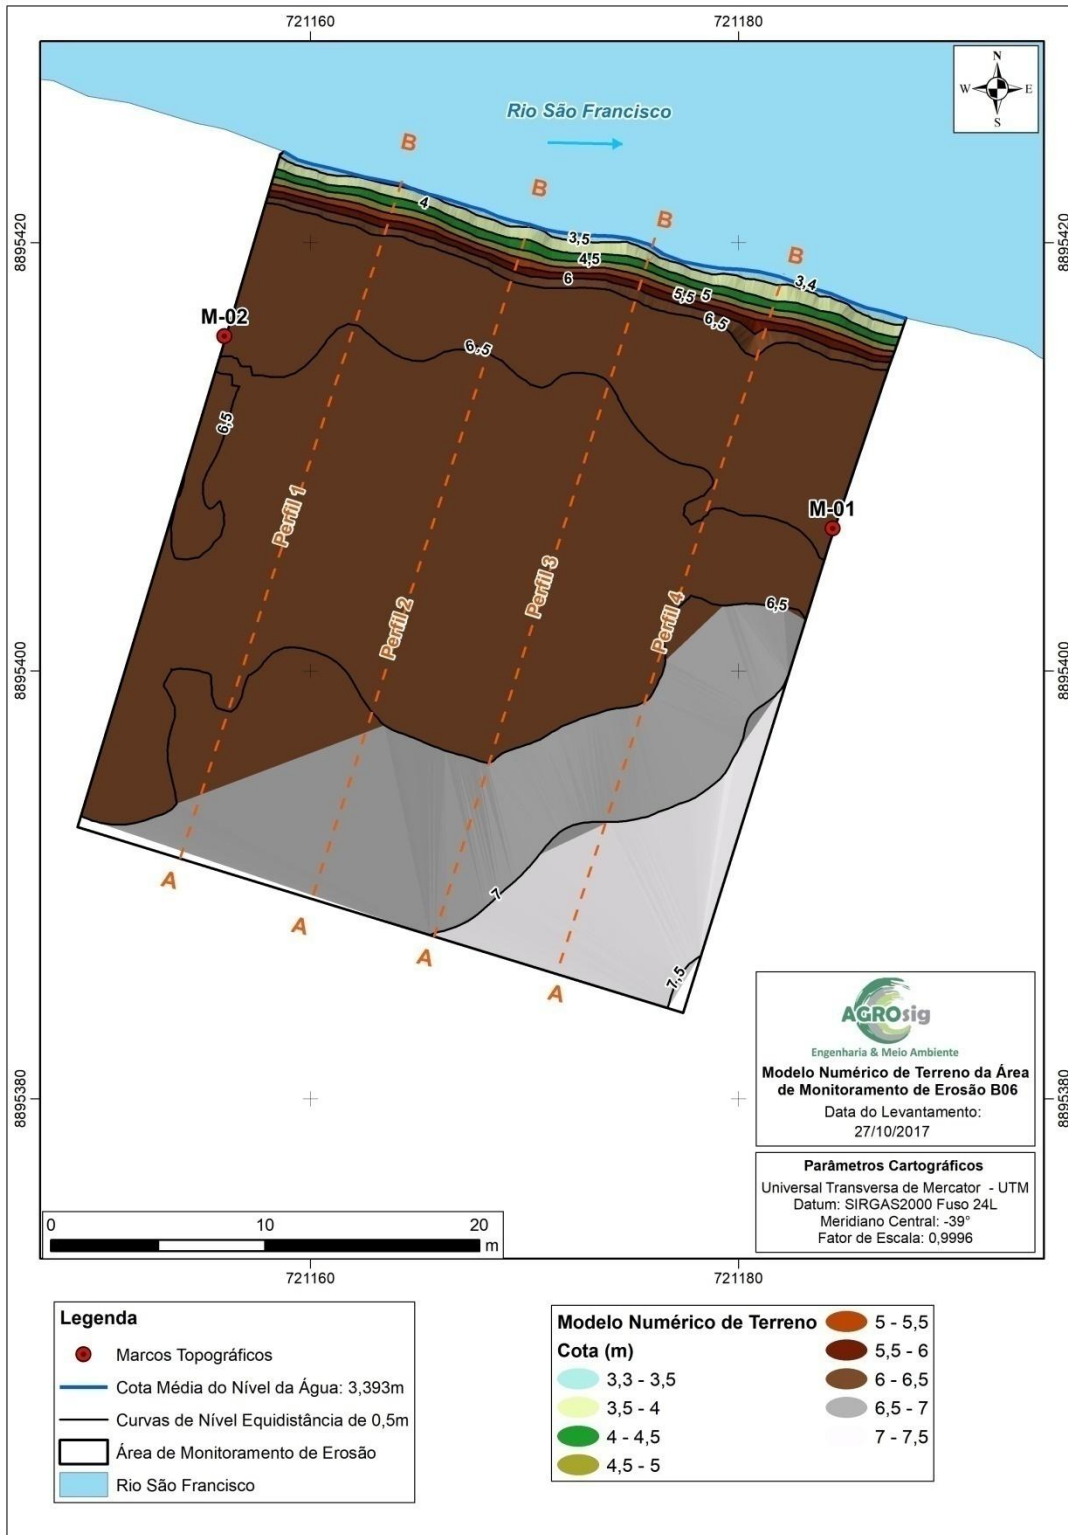 721160
721180
N
W
E
S
Rio São Francisco
B
B
B
B
4
3,5
4,5
6
5,5
5
6,5
3,4
8895420
8895420
M-02
6,5
6,5
Perfil 1
M-01
Perfil 3
Perfil 2
Perfil 4
6,5
8895400
8895400
A
A
7
A
A
7,5
AGROsig
Engenharia & Meio Ambiente
Modelo Numérico de Terreno da Área
de Monitoramento de Erosão B06
Data do Levantamento:
27/10/2017
8895380
8895380
Parâmetros Cartográficos
Universal Transversa de Mercator - UTM
Datum: SIRGAS2000 Fuso 24L
Meridiano Central: -39°
Fator de Escala: 0,9996
0
10
20
m
721160
721180
Legenda
Marcos Topográficos
Cota Média do Nível da Água: 3,393m
Curvas de Nível Equidistância de 0,5m
Área de Monitoramento de Erosão
Rio São Francisco
Modelo Numérico de Terreno
Cota (m)
3,3 - 3,5
3,5 - 4
4 - 4,5
4,5 - 5
5 - 5,5
5,5 - 6
6 - 6,5
6,5 - 7
7 - 7,5